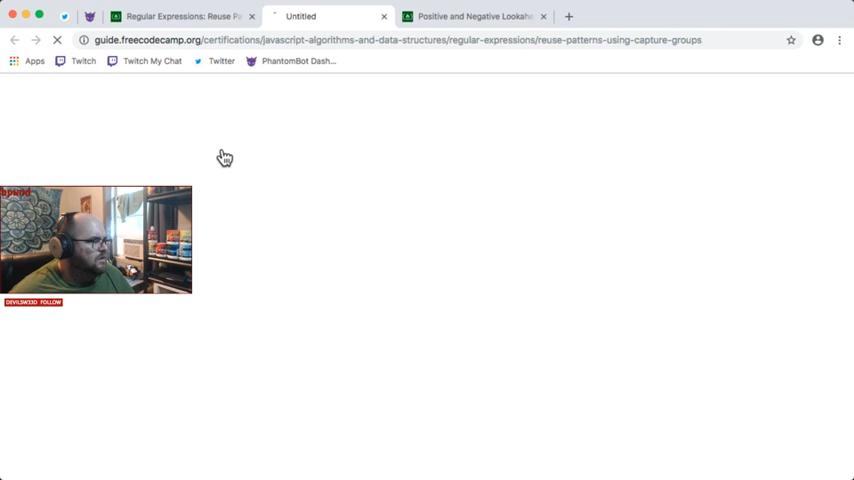 Regular Expressions: Reuse Pa
Untitled
Positive and Negative Lookahe
guide.freecodecamp.org/certifications/javascript-algorithms-and-data-structures/regular-expressions/reuse-patterns-using-capture-groups
Apps
Twitch
Twitch My Chat
Twitter
PhantomBot Dash...
DEVILSW33D FOLLOW